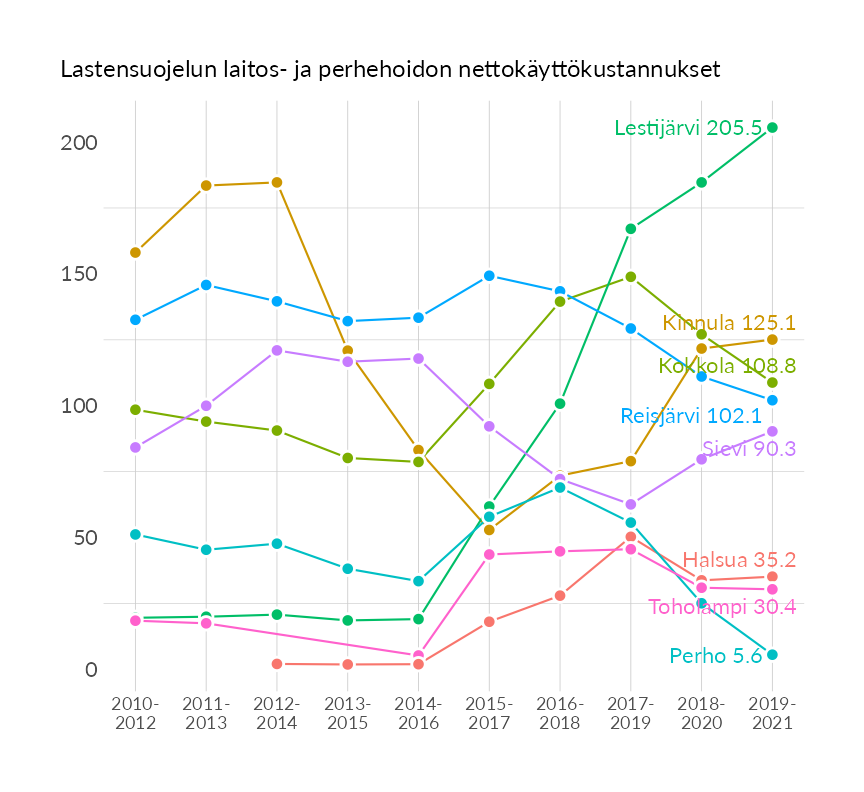 Lastensuojelun laitos- ja perhehoidon nettokäyttökustannukset
200
150
100
50
0
Lestijärvi 205.5
Kinnula 125.1
Kokkola 108.8
Reisjärvi 102.1
Sievi 90.3
Halsua 35.2
Toholampi 30.4
Perho 5.6
2010-
2012
2011-
2013
2012-
2014
2013-
2015
2014-
2016
2015-
2017
2016-
2018
2017-
2019
2018-
2020
2019-
2021